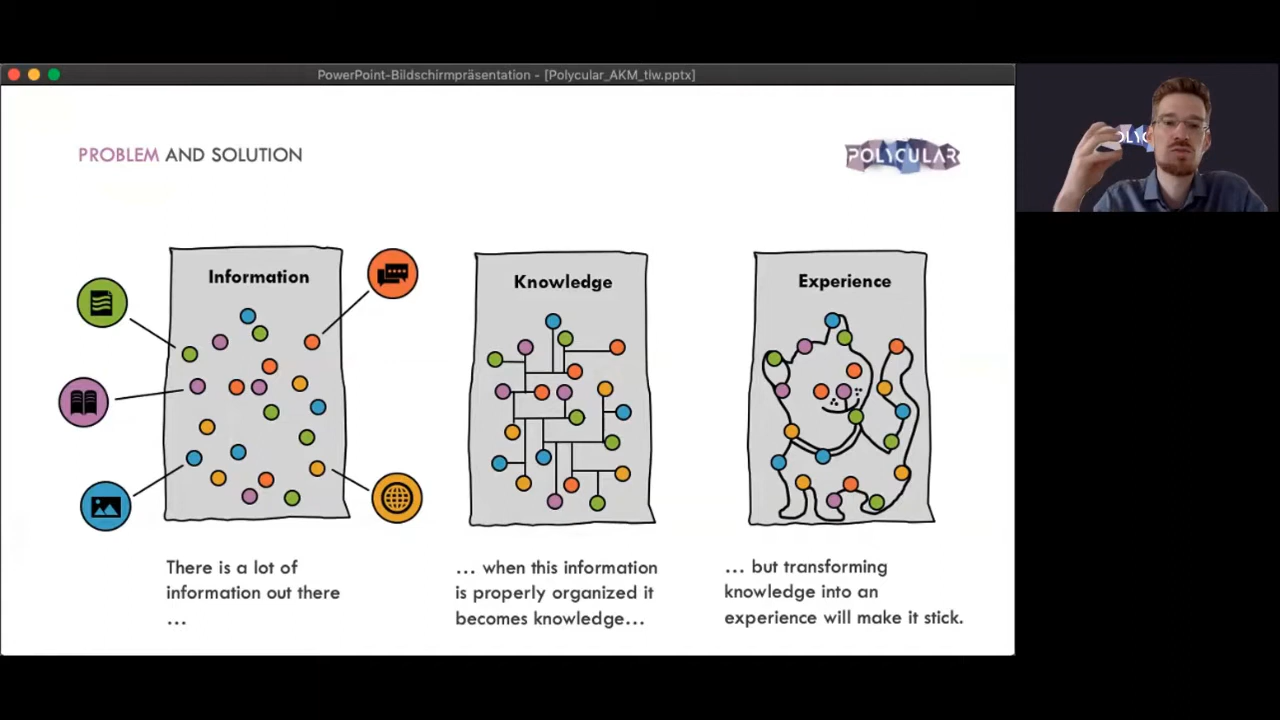 PowerPoint-Bildschirmpräsentation - [Polycular_AKM_tlw.pptx]
PROBLEM AND SOLUTION
POLYCULAR
Information
Knowledge
Experience
There is a lot of
information out there
...
... when this information
is properly organized it
becomes knowledge...
... but transforming
knowledge into an
experience will make it stick.